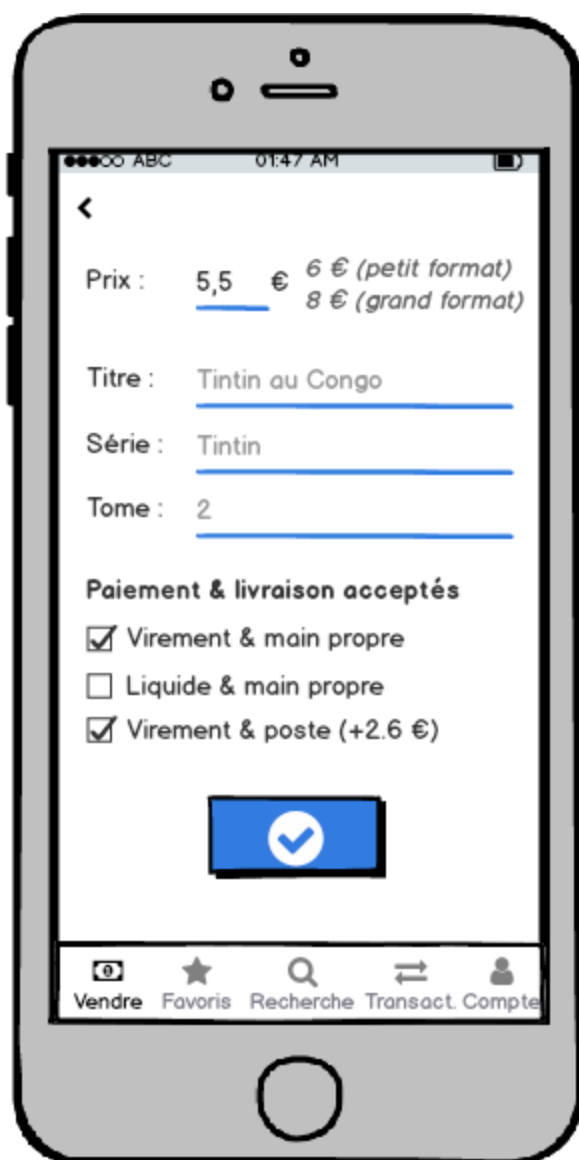 ABC 01:47 AM
Prix : 5,5 € 6 € (petit format)
8 € (grand format)
Titre : Tintin au Congo
Série : Tintin
Tome : 2
Paiement & livraison acceptés
Virement & main propre
Liquide & main propre
Virement & poste (+2.6 €)
Vendre Favoris Recherche Transact. Compte